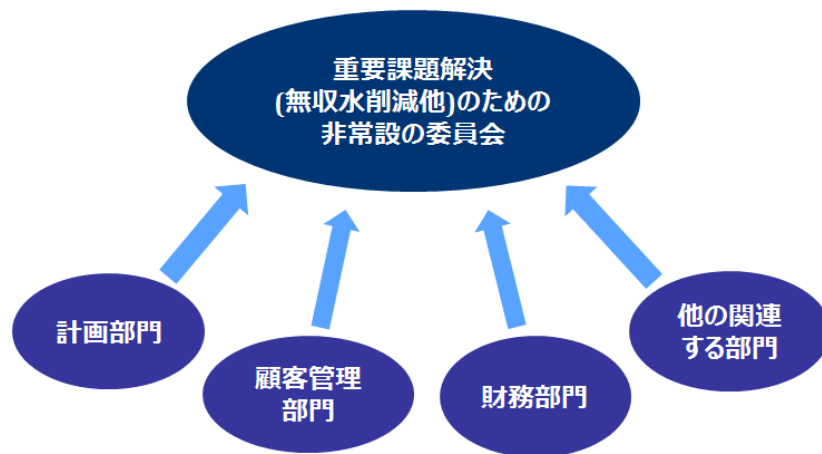 重要課題解決
(無収水削減他)のための
非常設の委員会
計画部門
顧客管理
部門
財務部門
他の関連
する部門